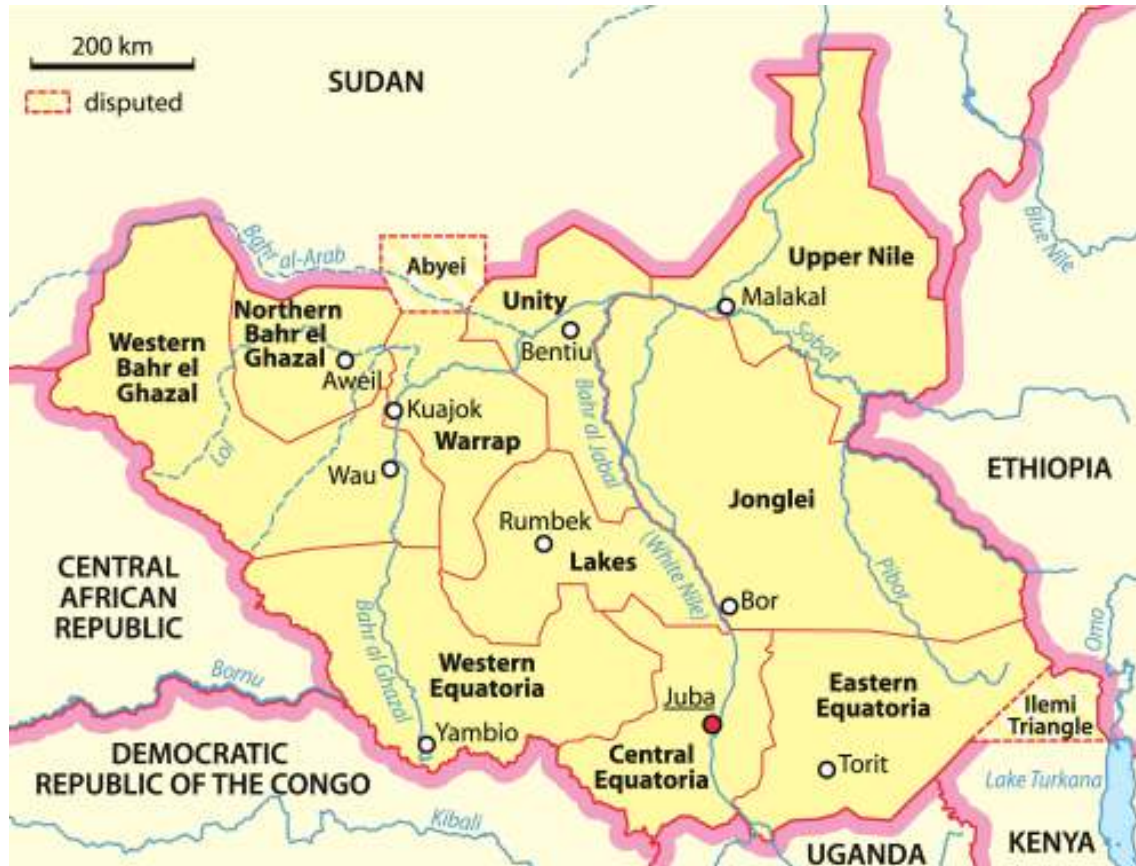 200 km
disputed
SUDAN
Bahr al-Arab
Abyei
Blue Nile
Upper Nile
Unity
Malakal
Northern
Bahr el
Ghazal
Western
Bahr el
Ghazal
Bentiu
Sobat
Aweil
Kuajok
Warrap
Bahr al Jabal
Lol
Wau
ETHIOPIA
Jonglei
Rumbek
Lakes
(White Nile)
CENTRAL
AFRICAN
REPUBLIC
Pibor
Bor
Bahr al Ghazal
Omo
Western
Equatoria
Bomu
Juba
Eastern
Equatoria
Ilemi
Triangle
Yambio
DEMOCRATIC
REPUBLIC OF THE CONGO
Central
Equatoria
Torit
Lake Turkana
Kibali
UGANDA
KENYA